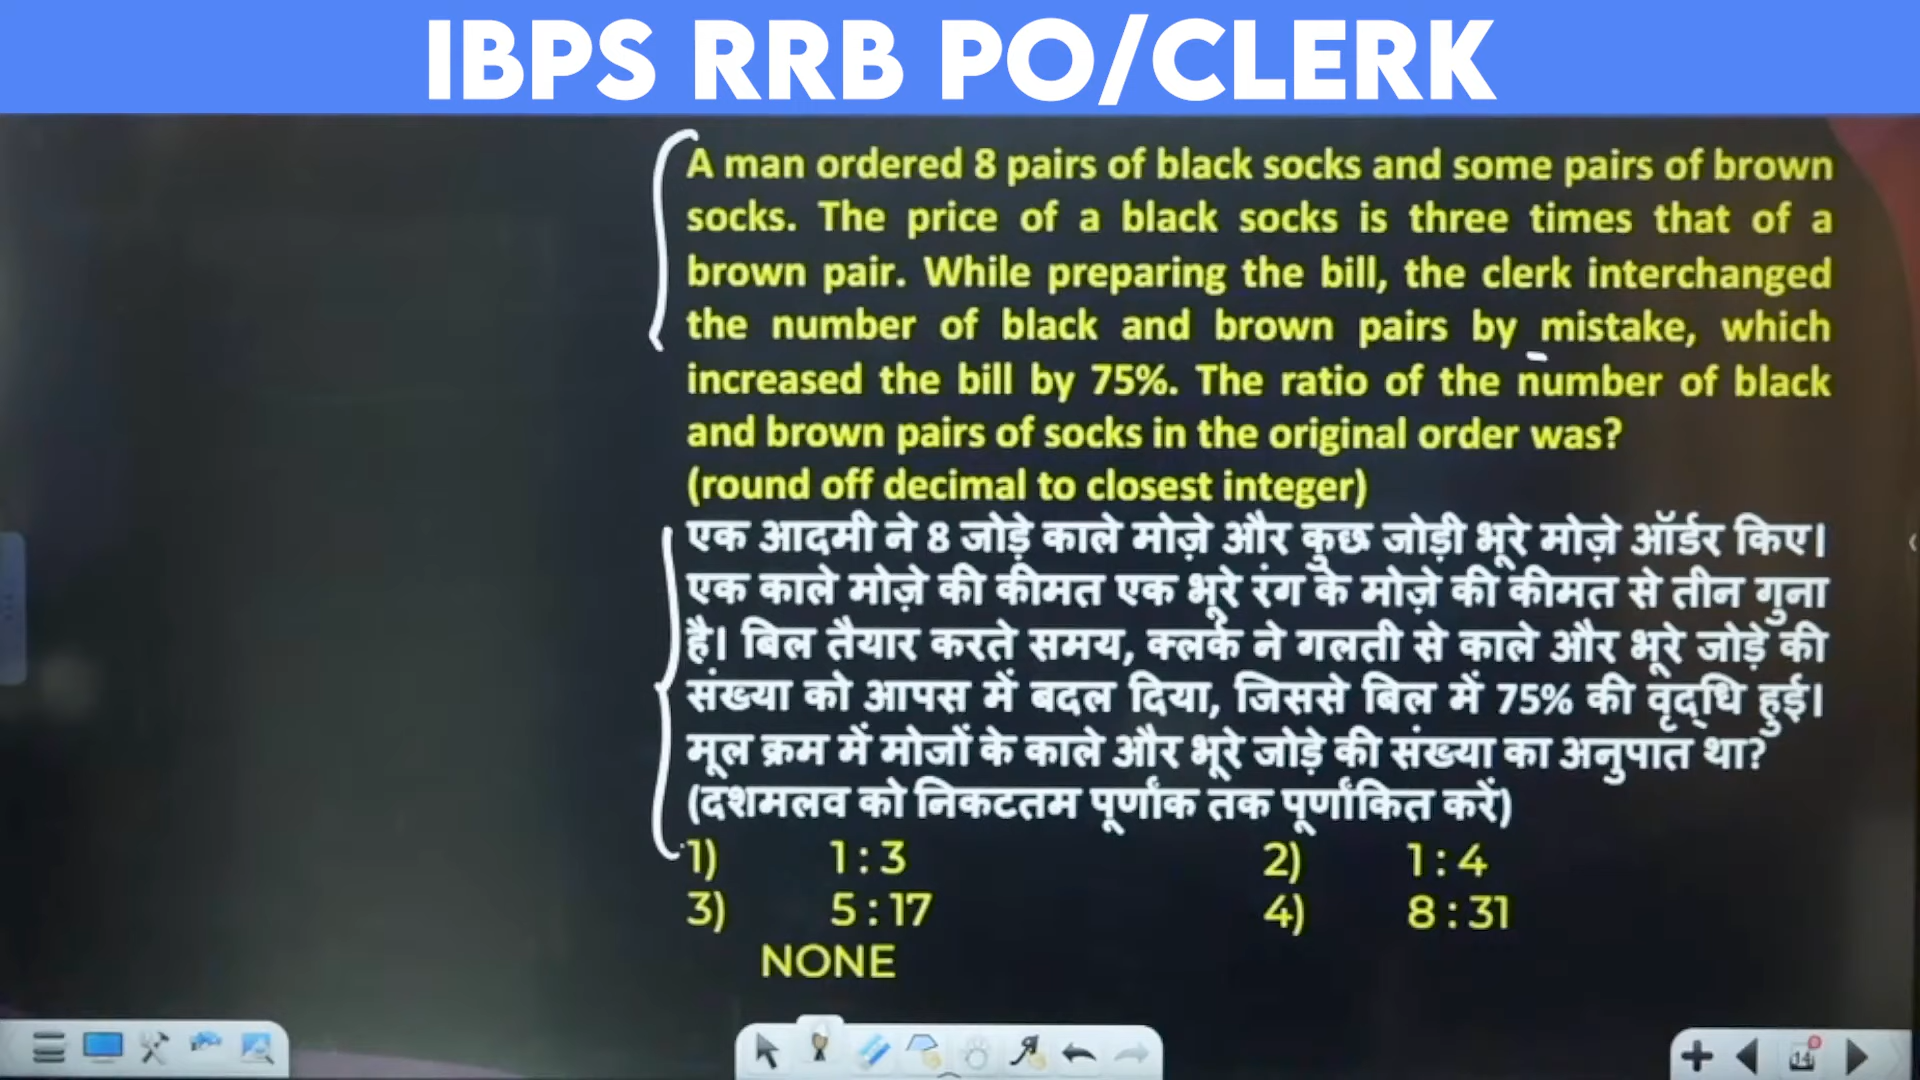 IBPS RRB PO/CLERK
A man ordered 8 pairs of black socks and some pairs of brown
socks. The price of a black socks is three times that of a
brown pair. While preparing the bill, the clerk interchanged
the number of black and brown pairs by mistake, which
increased the bill by 75%. The ratio of the number of black
and brown pairs of socks in the original order was?
(round off decimal to closest integer)
एक आदमी ने 8 जोड़े काले मोज़े और कुछ जोड़ी भूरे मोज़े ऑर्डर किए।
एक काले मोज़े की कीमत एक भूरे रंग के मोज़े की कीमत से तीन गुना
है। बिल तैयार करते समय, क्लर्क ने गलती से काले और भूरे जोड़े की
संख्या को आपस में बदल दिया, जिससे बिल में 75% की वृद्धि हुई।
मूल क्रम में मोजों के काले और भूरे जोड़े की संख्या का अनुपात था?
(दशमलव को निकटतम पूर्णांक तक पूर्णांकित करें)
1) 1 : 3 2) 1 : 4
3) 5 : 17 4) 8 : 31
NONE
14